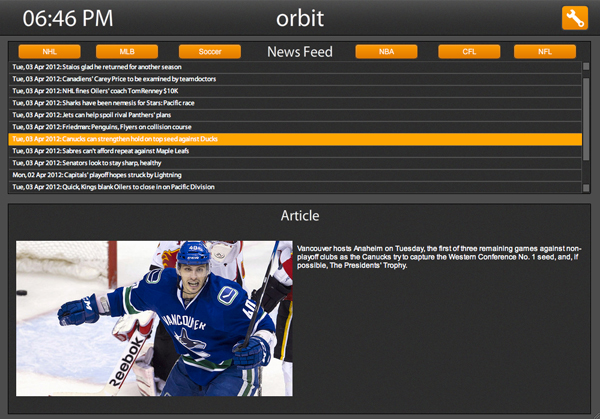 06:46 PM
orbit
NHL
MLB
Soccer
News Feed
NBA
CFL
NFL
Tue, 03 Apr 2012: Stalos glad he returned for another season
Tue, 03 Apr 2012: Canadiens' Carey Price to be examined by team doctors
Tue, 03 Apr 2012: NHL fines Oilers' coach Tom Renney $10K
Tue, 03 Apr 2012: Sharks have been nemesis for Stars: Pacific race
Tue, 03 Apr 2012: Jets can help spoil rival Panthers' plans
Tue, 03 Apr 2012: Friedman: Penguins, Flyers on collision course
Tue, 03 Apr 2012: Canucks can strengthen hold on top seed against Ducks
Tue, 03 Apr 2012: Sabres can't afford repeat against Maple Leafs
Tue, 03 Apr 2012: Senators look to stay sharp, healthy
Mon, 02 Apr 2012: Capitals' playoff hopes struck by Lightning
Tue, 03 Apr 2012: Quick, Kings blank Oilers to close in on Pacific Division
Article
Vancouver hosts Anaheim on Tuesday, the first of three remaining games against non-
playoff clubs as the Canucks try to capture the Western Conference No. 1 seed, and, if
possible, The Presidents' Trophy.
VANCOUVER
Reebok